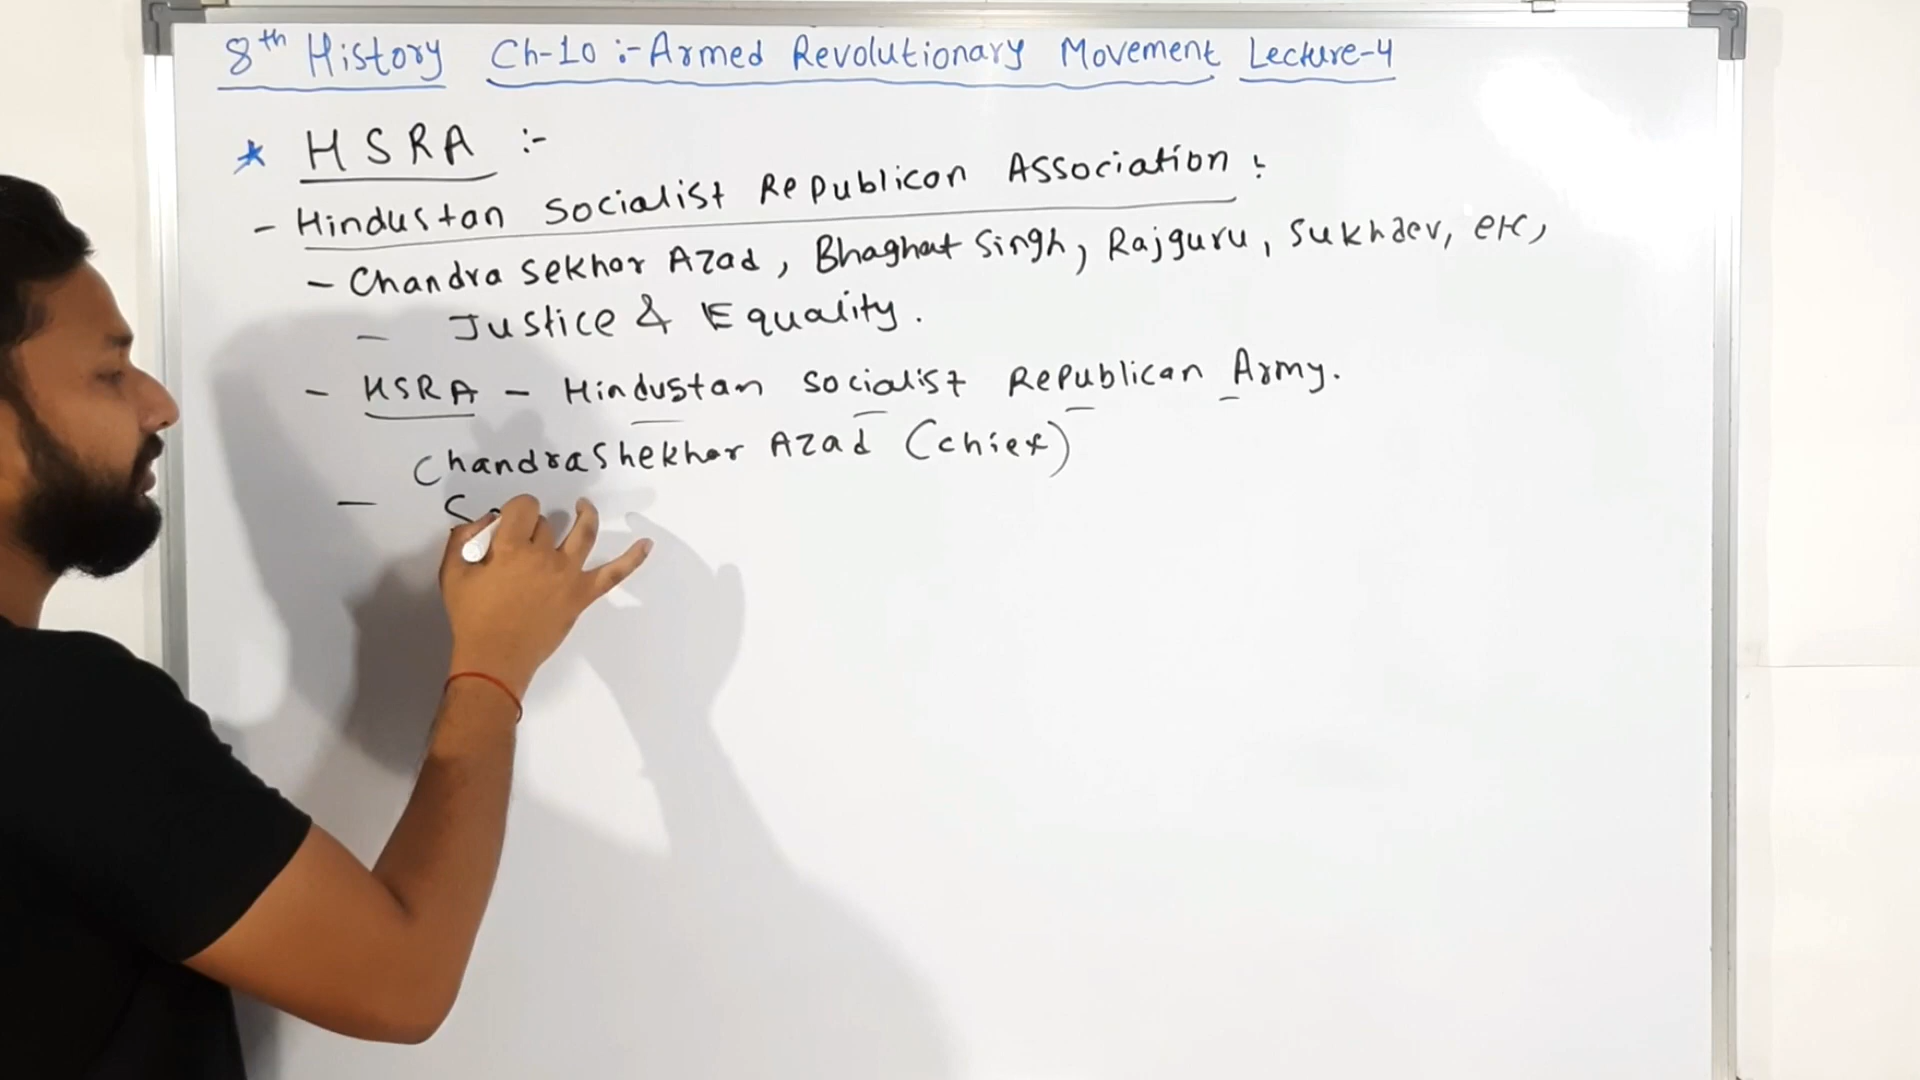 8th History Ch-10 :- Armed Revolutionary Movement Lecture-4
* HSRA :-
- Hindustan Socialist Republican Association :
- Chandra Sekhar Azad, Bhaghat Singh, Rajguru, Sukhdev, etc,
- Justice & Equality.
- HSRA - Hindustan Socialist Republican Army.
Chandrashekhar Azad (chief)
-